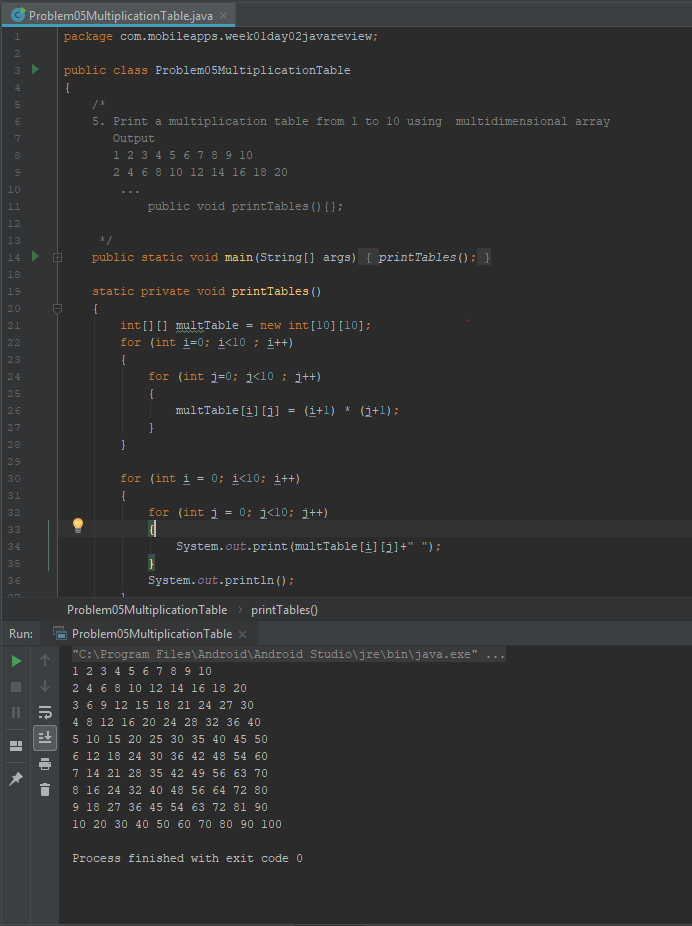 Problem05MultiplicationTable.java ×
1 package com.mobileapps.week01day02javareview;
2
3 public class Problem05MultiplicationTable
4 {
5 /*
6 5. Print a multiplication table from 1 to 10 using  multidimensional array
7 Output
8 1 2 3 4 5 6 7 8 9 10
9 2 4 6 8 10 12 14 16 18 20
10 ...
11 public void printTables(){};
12
13 */
14 public static void main(String[] args) { printTables(); }
18
19 static private void printTables()
20 {
21 int[][] multTable = new int[10][10];
22 for (int i=0; i<10 ; i++)
23 {
24 for (int j=0; j<10 ; j++)
25 {
26 multTable[i][j] = (i+1) * (j+1);
27 }
28 }
29
30 for (int i = 0; i<10; i++)
31 {
32 for (int j = 0; j<10; j++)
33 {
34 System.out.print(multTable[i][j]+" ");
35 }
36 System.out.println();
37 }
Problem05MultiplicationTable › printTables()
Run: Problem05MultiplicationTable ×
"C:\Program Files\Android\Android Studio\jre\bin\java.exe" ...
1 2 3 4 5 6 7 8 9 10
2 4 6 8 10 12 14 16 18 20
3 6 9 12 15 18 21 24 27 30
4 8 12 16 20 24 28 32 36 40
5 10 15 20 25 30 35 40 45 50
6 12 18 24 30 36 42 48 54 60
7 14 21 28 35 42 49 56 63 70
8 16 24 32 40 48 56 64 72 80
9 18 27 36 45 54 63 72 81 90
10 20 30 40 50 60 70 80 90 100

Process finished with exit code 0